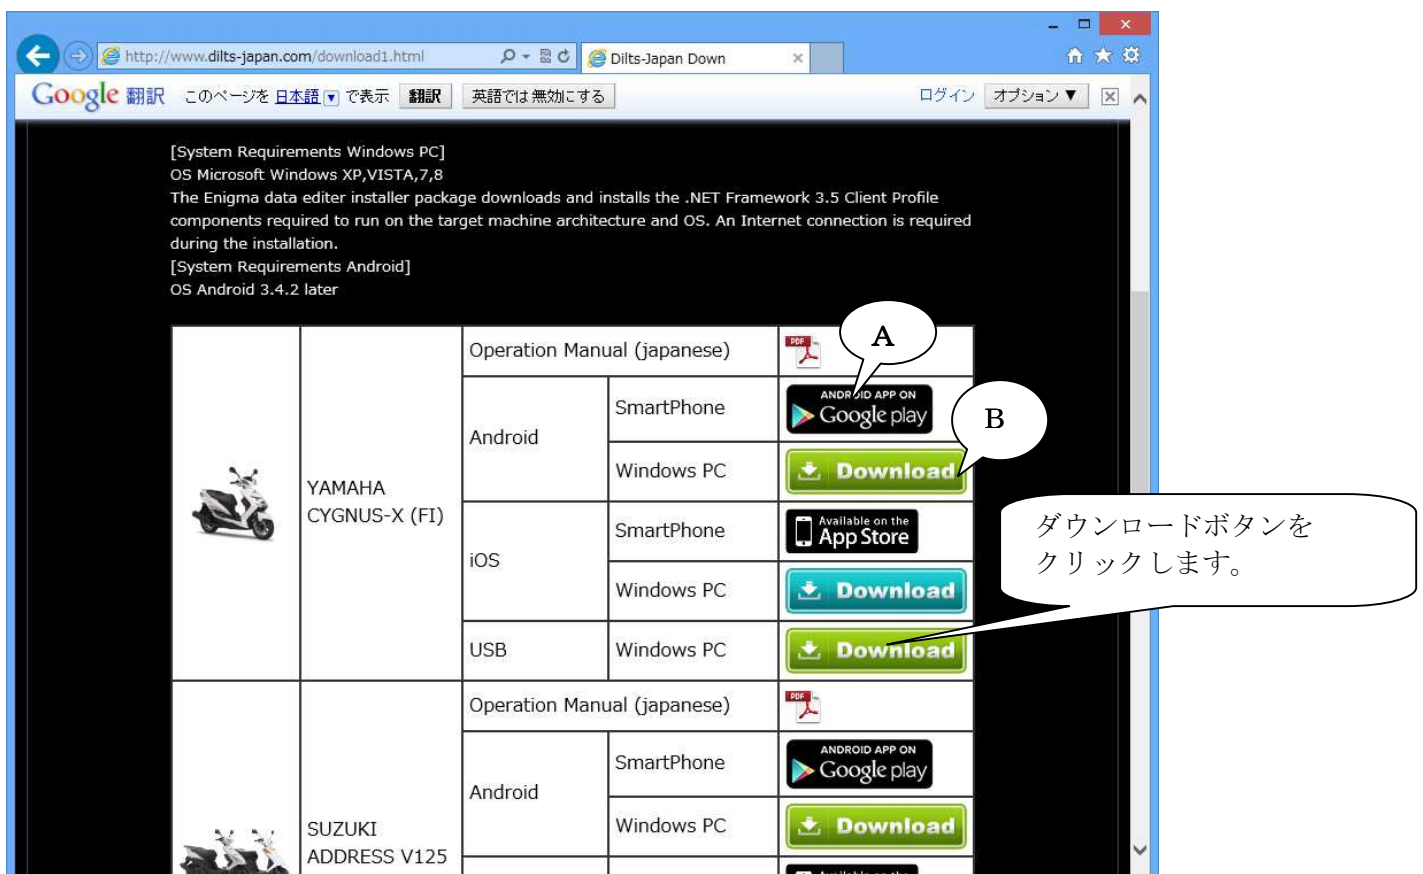 http://www.dilts-japan.com/download1.html
Dilts-Japan Down
Google 翻訳 このページを 日本語 で表示 翻訳 英語では無効にする ログイン オプション▼
[System Requirements Windows PC]
OS Microsoft Windows XP,VISTA,7,8
The Enigma data editer installer package downloads and installs the .NET Framework 3.5 Client Profile
components required to run on the target machine architecture and OS. An Internet connection is required
during the installation.
[System Requirements Android]
OS Android 3.4.2 later
YAMAHA
CYGNUS-X (FI)
Operation Manual (japanese)
PDF
A
Android
SmartPhone
ANDROID APP ON
Google play
B
Windows PC
Download
iOS
SmartPhone
Available on the
App Store
Windows PC
Download
USB
Windows PC
Download
ダウンロードボタンを
クリックします。
SUZUKI
ADDRESS V125
Operation Manual (japanese)
PDF
Android
SmartPhone
ANDROID APP ON
Google play
Windows PC
Download
Available on the